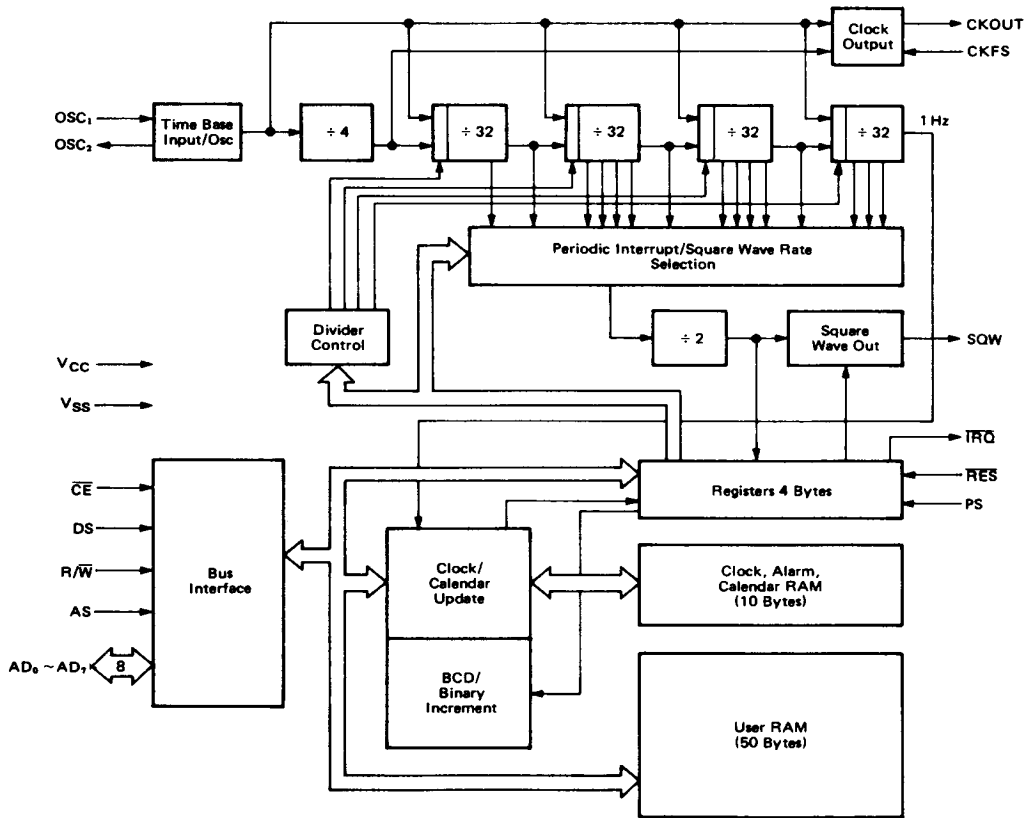 Clock
Output
CKOUT
CKFS
OSC₁
OSC₂
Time Base
Input/Osc
÷ 4
÷ 32
÷ 32
÷ 32
÷ 32
1 Hz
Periodic Interrupt/Square Wave Rate
Selection
Divider
Control
÷ 2
Square
Wave Out
SQW
V_CC
V_SS
I̅R̅Q̅
R̅E̅S̅
PS
Registers 4 Bytes
C̅E̅
DS
R/W̅
AS
AD₀ ~ AD₇
8
Bus
Interface
Clock/
Calendar
Update
BCD/
Binary
Increment
Clock, Alarm,
Calendar RAM
(10 Bytes)
User RAM
(50 Bytes)